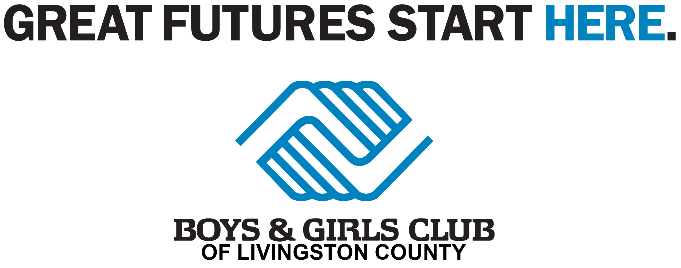 GREAT FUTURES START HERE.
BOYS & GIRLS CLUB
OF LIVINGSTON COUNTY